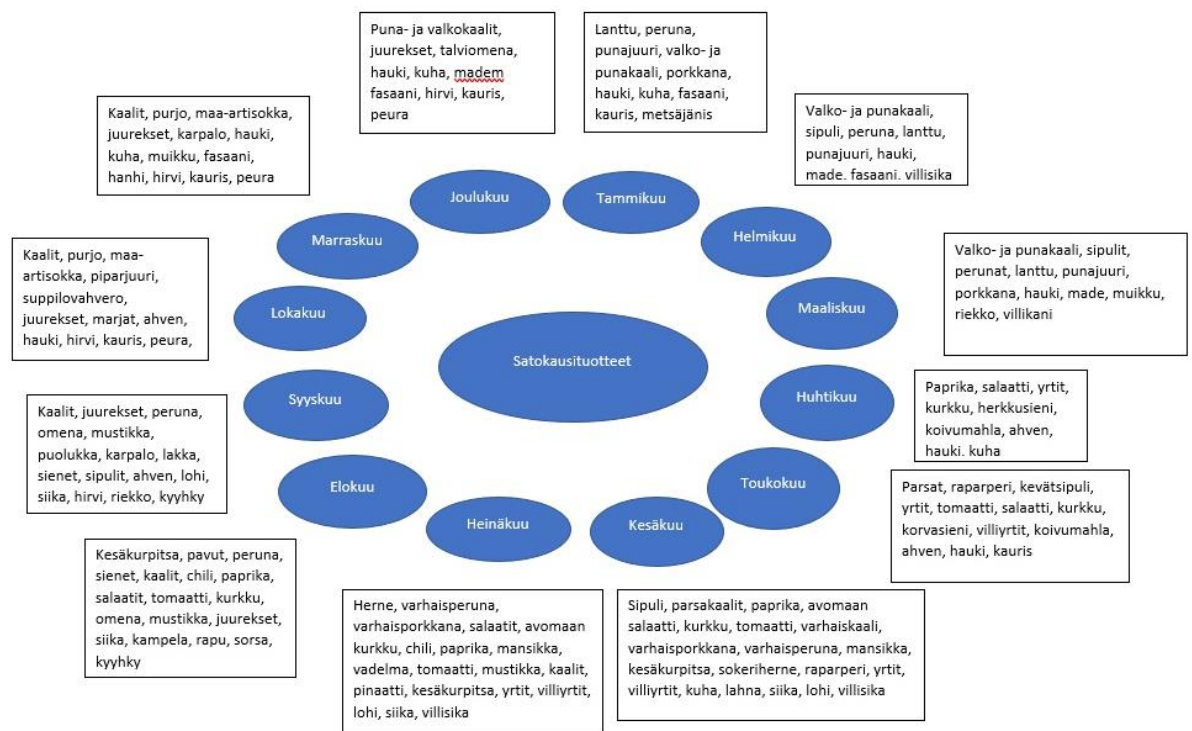 Puna- ja valkokaalit,
juurekset, talviomena,
hauki, kuha, madem
fasaani, hirvi, kauris,
peura
Lanttu, peruna,
punajuuri, valko- ja
punakaali, porkkana,
hauki, kuha, fasaani,
kauris, metsäjänis
Valko- ja punakaali,
sipuli, peruna, lanttu,
punajuuri, hauki,
made. fasaani. villisika
Kaalit, purjo, maa-artisokka,
juurekset, karpalo, hauki,
kuha, muikku, fasaani,
hanhi, hirvi, kauris, peura
Joulukuu
Tammikuu
Marraskuu
Helmikuu
Kaalit, purjo, maa-
artisokka, piparjuuri,
suppilovahvero,
juurekset, marjat, ahven,
hauki, hirvi, kauris, peura,
Valko- ja punakaali, sipulit,
perunat, lanttu, punajuuri,
porkkana, hauki, made, muikku,
riekko, villikani
Lokakuu
Maaliskuu
Satokausituotteet
Syyskuu
Huhtikuu
Kaalit, juurekset, peruna,
omena, mustikka,
puolukka, karpalo, lakka,
sienet, sipulit, ahven, lohi,
siika, hirvi, riekko, kyyhky
Paprika, salaatti, yrtit,
kurkku, herkkusieni,
koivumahla, ahven,
hauki. kuha
Elokuu
Toukokuu
Heinäkuu
Kesäkuu
Parsat, raparperi, kevätsipuli,
yrtit, tomaatti, salaatti, kurkku,
korvasieni, villiyrtit, koivumahla,
ahven, hauki, kauris
Kesäkurpitsa, pavut, peruna,
sienet, kaalit, chili, paprika,
salaatit, tomaatti, kurkku,
omena, mustikka, juurekset,
siika, kampela, rapu, sorsa,
kyyhky
Herne, varhaisperuna,
varhaisporkkana, salaatit, avomaan
kurkku, chili, paprika, mansikka,
vadelma, tomaatti, mustikka, kaalit,
pinaatti, kesäkurpitsa, yrtit, villiyrtit,
lohi, siika, villisika
Sipuli, parsakaalit, paprika, avomaan
salaatti, kurkku, tomaatti, varhaiskaali,
varhaisporkkana, varhaisperuna, mansikka,
kesäkurpitsa, sokeriherne, raparperi, yrtit,
villiyrtit, kuha, lahna, siika, lohi, villisika